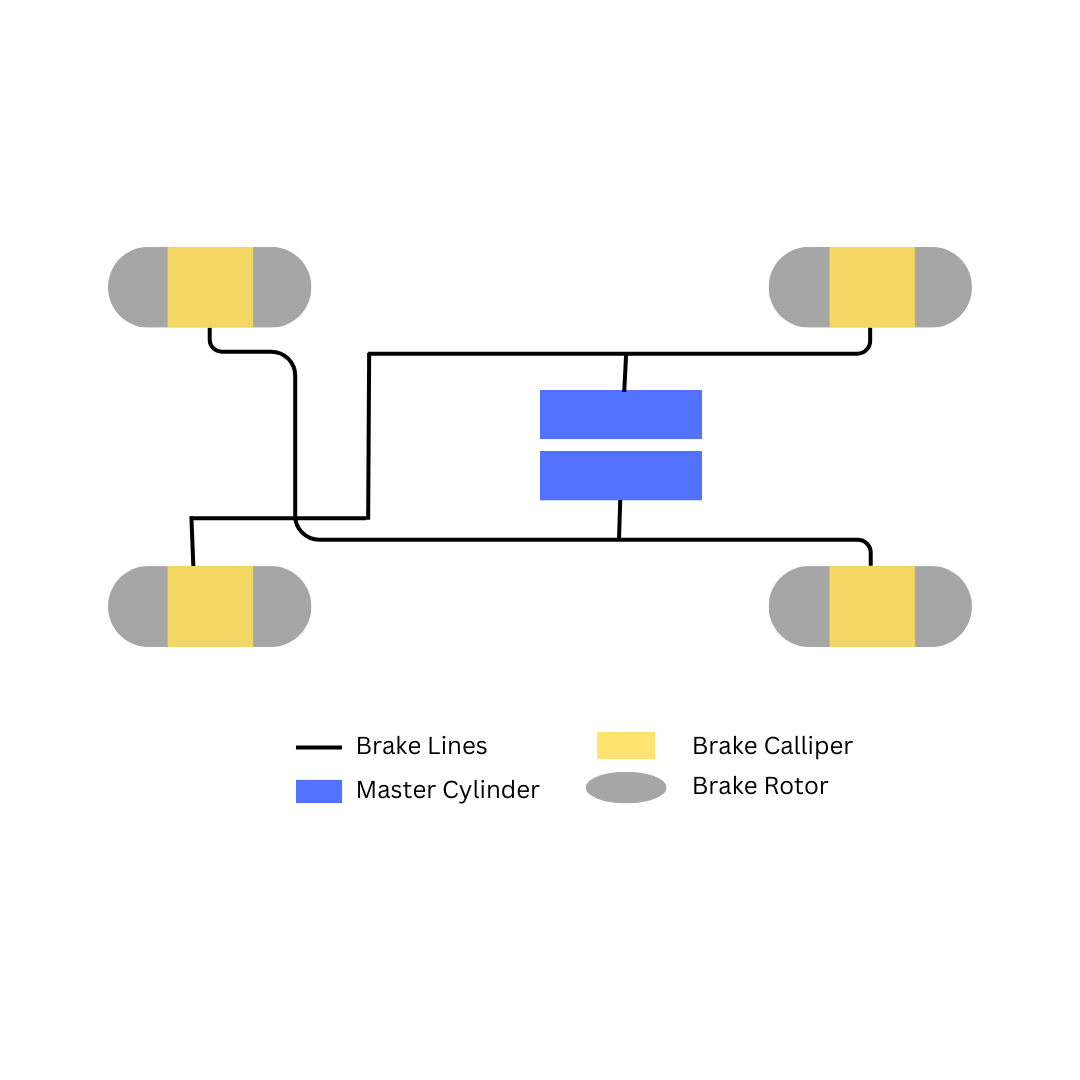 Brake Lines
Brake Calliper
Master Cylinder
Brake Rotor